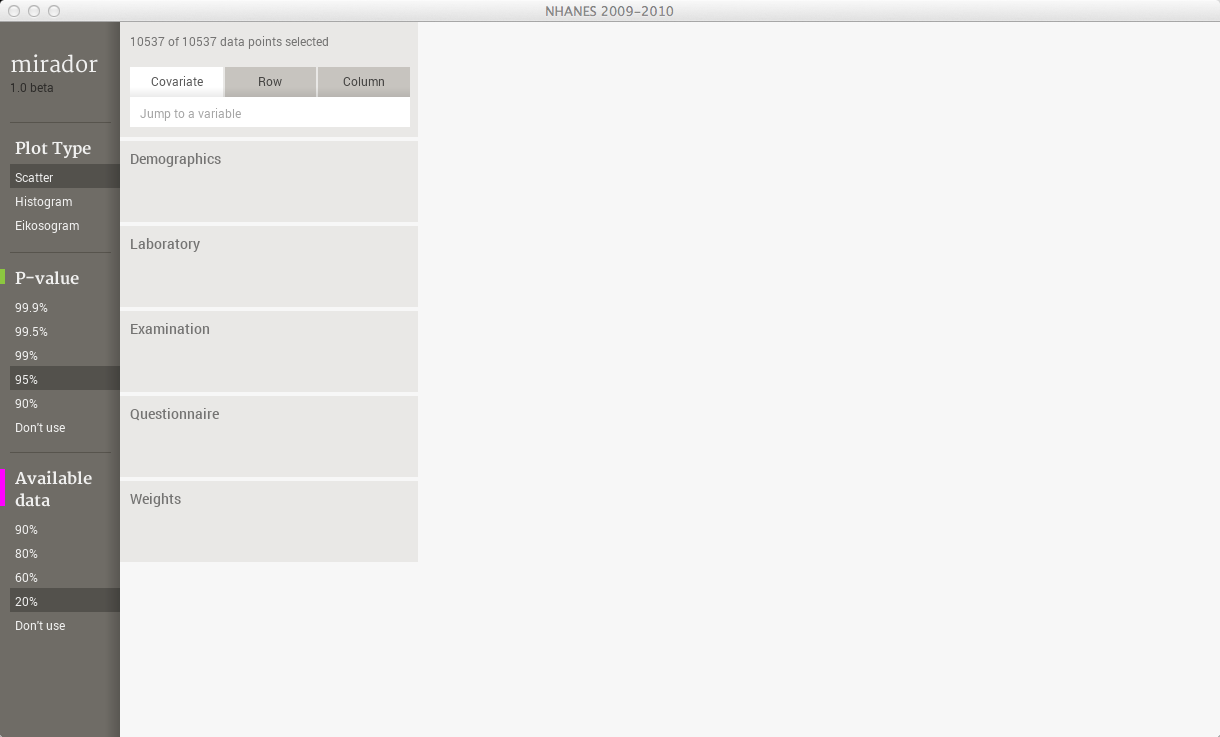 NHANES 2009-2010
mirador
1.0 beta
Plot Type
Scatter
Histogram
Eikosogram
P-value
99.9%
99.5%
99%
95%
90%
Don't use
Available
data
90%
80%
60%
20%
Don't use
10537 of 10537 data points selected
Covariate Row Column
Jump to a variable
Demographics
Laboratory
Examination
Questionnaire
Weights